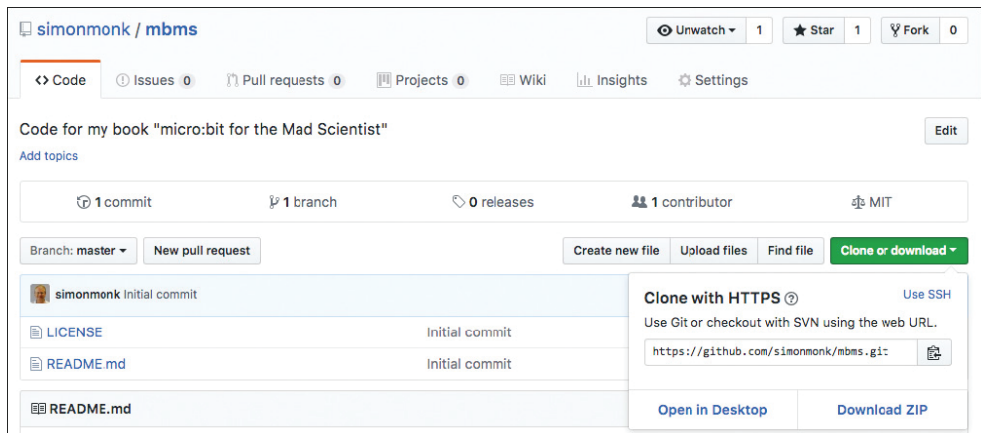 simonmonk / mbms
Unwatch 1 Star 1 Fork 0
<> Code Issues 0 Pull requests 0 Projects 0 Wiki Insights Settings
Code for my book "micro:bit for the Mad Scientist"
Edit
Add topics
1 commit 1 branch 0 releases 1 contributor MIT
Branch: master New pull request Create new file Upload files Find file Clone or download
simonmonk Initial commit
LICENSE Initial commit
README.md Initial commit
README.md
Clone with HTTPS Use SSH
Use Git or checkout with SVN using the web URL.
https://github.com/simonmonk/mbms.git
Open in Desktop Download ZIP